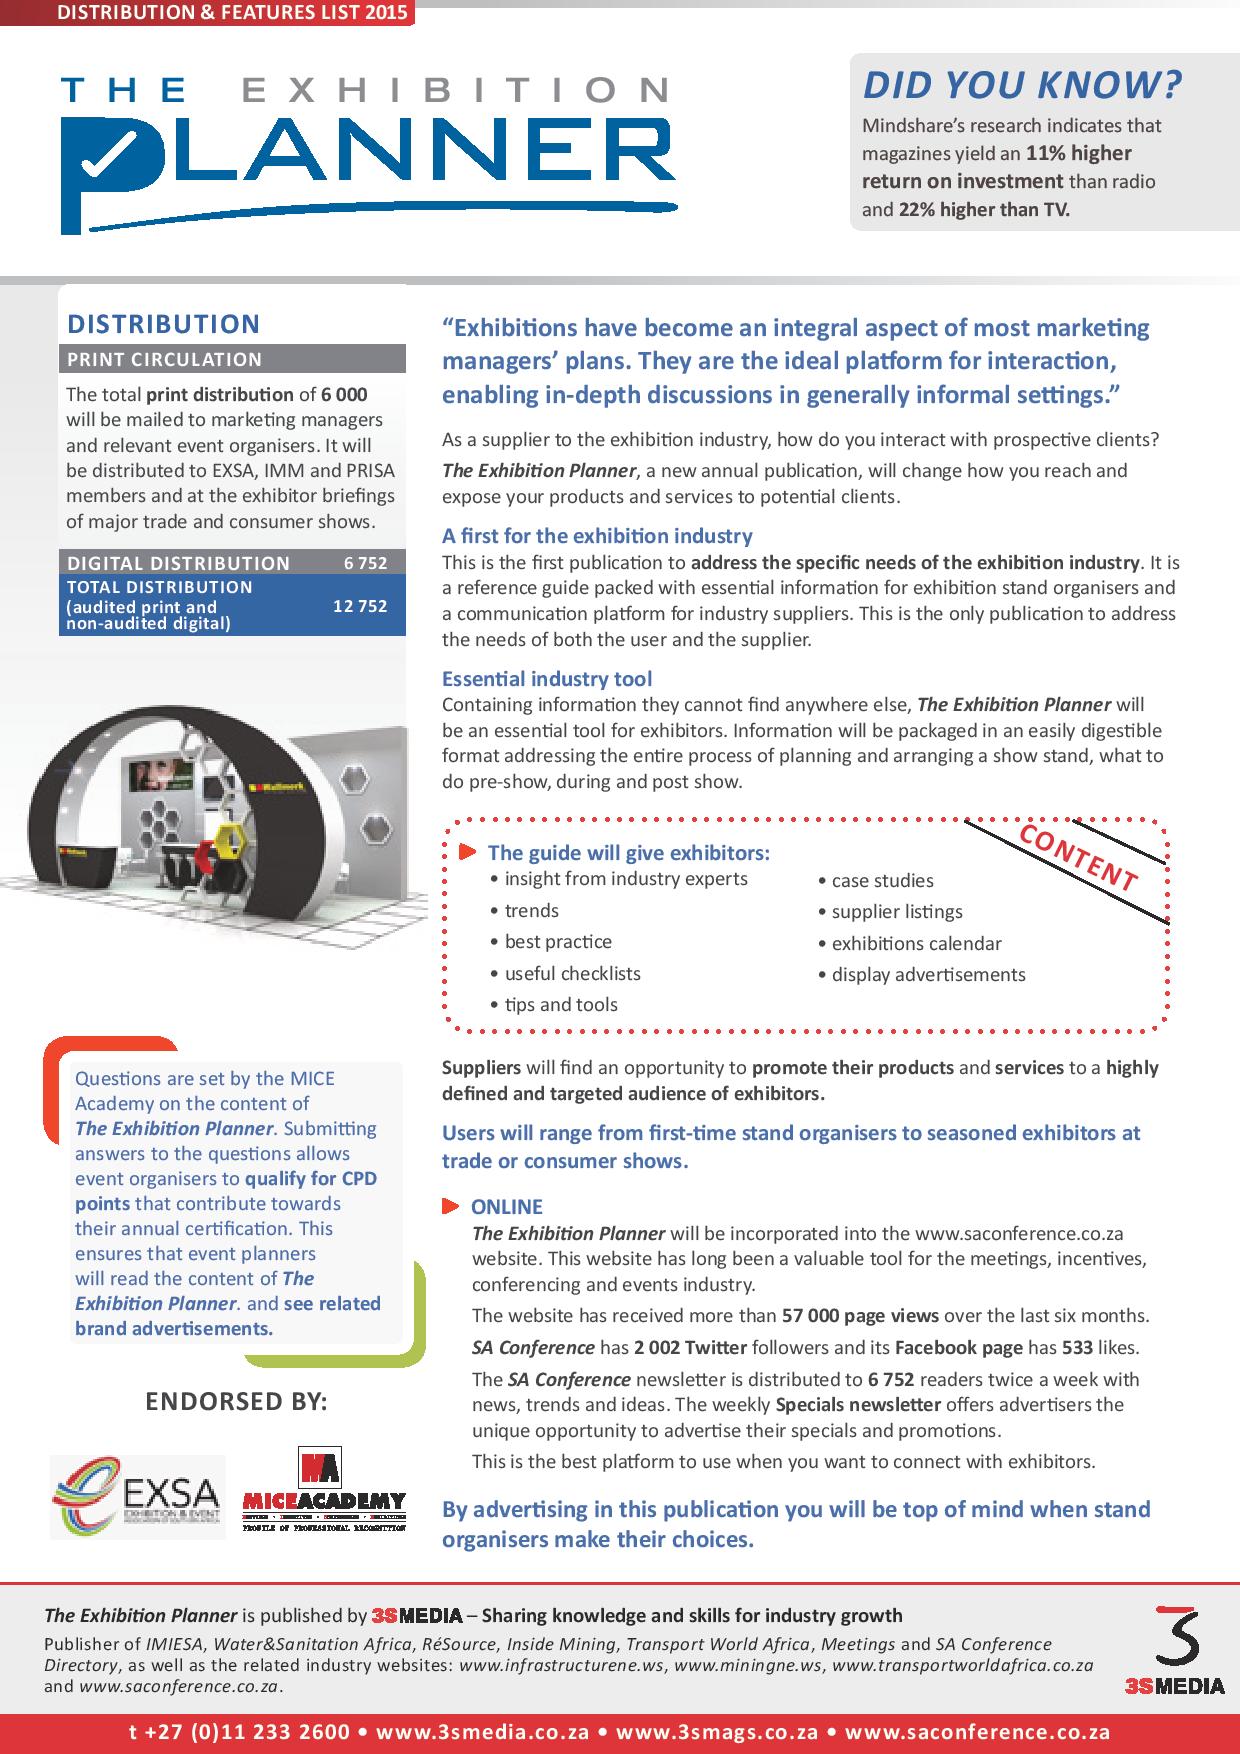 DISTRIBUTION & FEATURES LIST 2015
THE EXHIBITION
PLANNER
DID YOU KNOW?
Mindshare’s research indicates that
magazines yield an 11% higher
return on investment than radio
and 22% higher than TV.
DISTRIBUTION
PRINT CIRCULATION
The total print distribution of 6 000
will be mailed to marketing managers
and relevant event organisers. It will
be distributed to EXSA, IMM and PRISA
members and at the exhibitor briefings
of major trade and consumer shows.
DIGITAL DISTRIBUTION 6 752
TOTAL DISTRIBUTION
(audited print and
non-audited digital) 12 752
Questions are set by the MICE
Academy on the content of
The Exhibition Planner. Submitting
answers to the questions allows
event organisers to qualify for CPD
points that contribute towards
their annual certification. This
ensures that event planners
will read the content of The
Exhibition Planner. and see related
brand advertisements.
ENDORSED BY:
EXSA
EXHIBITION & EVENT
ASSOCIATION OF SOUTH AFRICA
MA
MICEACADEMY
PROFILE OF PROFESSIONAL RECOGNITION
“Exhibitions have become an integral aspect of most marketing
managers’ plans. They are the ideal platform for interaction,
enabling in-depth discussions in generally informal settings.”
As a supplier to the exhibition industry, how do you interact with prospective clients?
The Exhibition Planner, a new annual publication, will change how you reach and
expose your products and services to potential clients.
A first for the exhibition industry
This is the first publication to address the specific needs of the exhibition industry. It is
a reference guide packed with essential information for exhibition stand organisers and
a communication platform for industry suppliers. This is the only publication to address
the needs of both the user and the supplier.
Essential industry tool
Containing information they cannot find anywhere else, The Exhibition Planner will
be an essential tool for exhibitors. Information will be packaged in an easily digestible
format addressing the entire process of planning and arranging a show stand, what to
do pre-show, during and post show.
CONTENT
The guide will give exhibitors:
• insight from industry experts
• trends
• best practice
• useful checklists
• tips and tools
• case studies
• supplier listings
• exhibitions calendar
• display advertisements
Suppliers will find an opportunity to promote their products and services to a highly
defined and targeted audience of exhibitors.
Users will range from first-time stand organisers to seasoned exhibitors at
trade or consumer shows.
ONLINE
The Exhibition Planner will be incorporated into the www.saconference.co.za
website. This website has long been a valuable tool for the meetings, incentives,
conferencing and events industry.
The website has received more than 57 000 page views over the last six months.
SA Conference has 2 002 Twitter followers and its Facebook page has 533 likes.
The SA Conference newsletter is distributed to 6 752 readers twice a week with
news, trends and ideas. The weekly Specials newsletter offers advertisers the
unique opportunity to advertise their specials and promotions.
This is the best platform to use when you want to connect with exhibitors.
By advertising in this publication you will be top of mind when stand
organisers make their choices.
The Exhibition Planner is published by 3SMEDIA – Sharing knowledge and skills for industry growth
Publisher of IMIESA, Water&Sanitation Africa, RéSource, Inside Mining, Transport World Africa, Meetings and SA Conference
Directory, as well as the related industry websites: www.infrastructurene.ws, www.miningne.ws, www.transportworldafrica.co.za
and www.saconference.co.za.
3SMEDIA
t +27 (0)11 233 2600 • www.3smedia.co.za • www.3smags.co.za • www.saconference.co.za